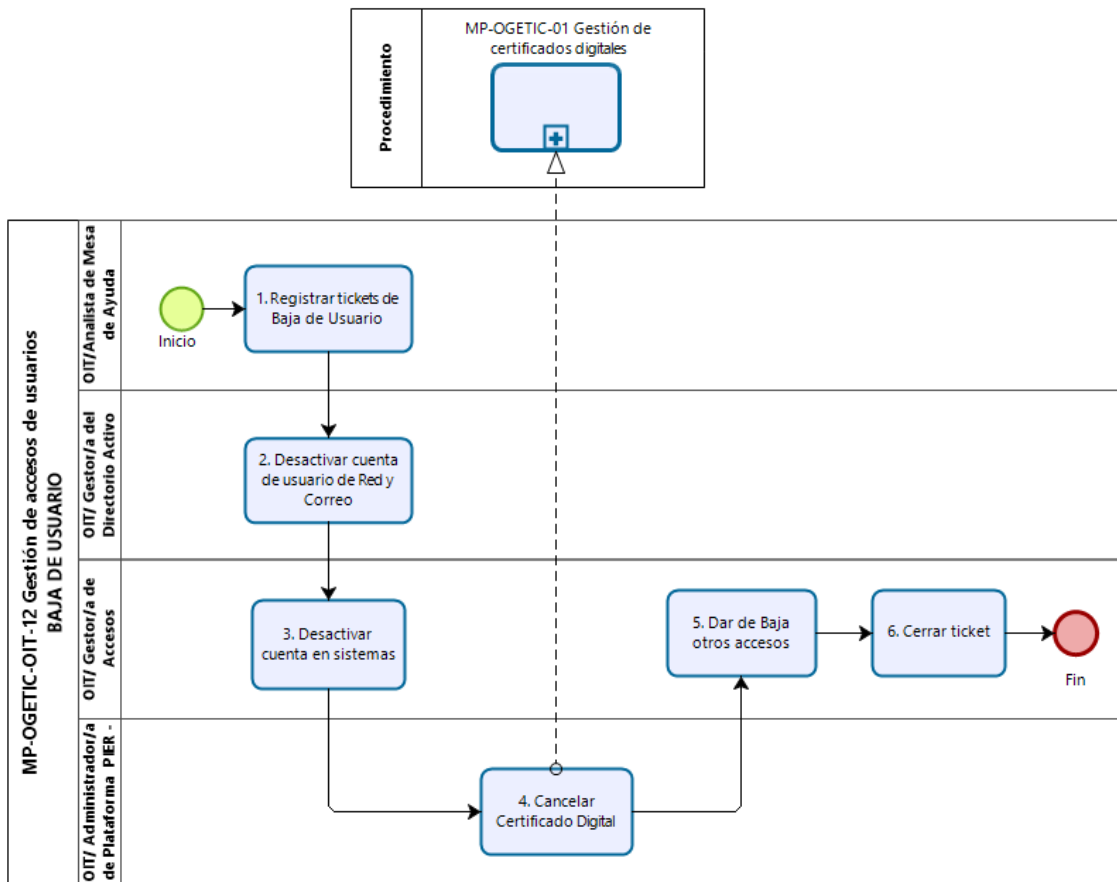 Procedimiento
MP-OGETIC-01 Gestión de
certificados digitales
MP-OGETIC-OIT-12 Gestión de accesos de usuarios
BAJA DE USUARIO
OIT/Analista de Mesa
de Ayuda
Inicio
1. Registrar tickets de
Baja de Usuario
OIT/ Gestor/a del
Directorio Activo
2. Desactivar cuenta
de usuario de Red y
Correo
OIT/ Gestor/a de
Accesos
3. Desactivar
cuenta en sistemas
5. Dar de Baja
otros accesos
6. Cerrar ticket
Fin
OIT/ Administrador/a
de Plataforma PIER -
4. Cancelar
Certificado Digital